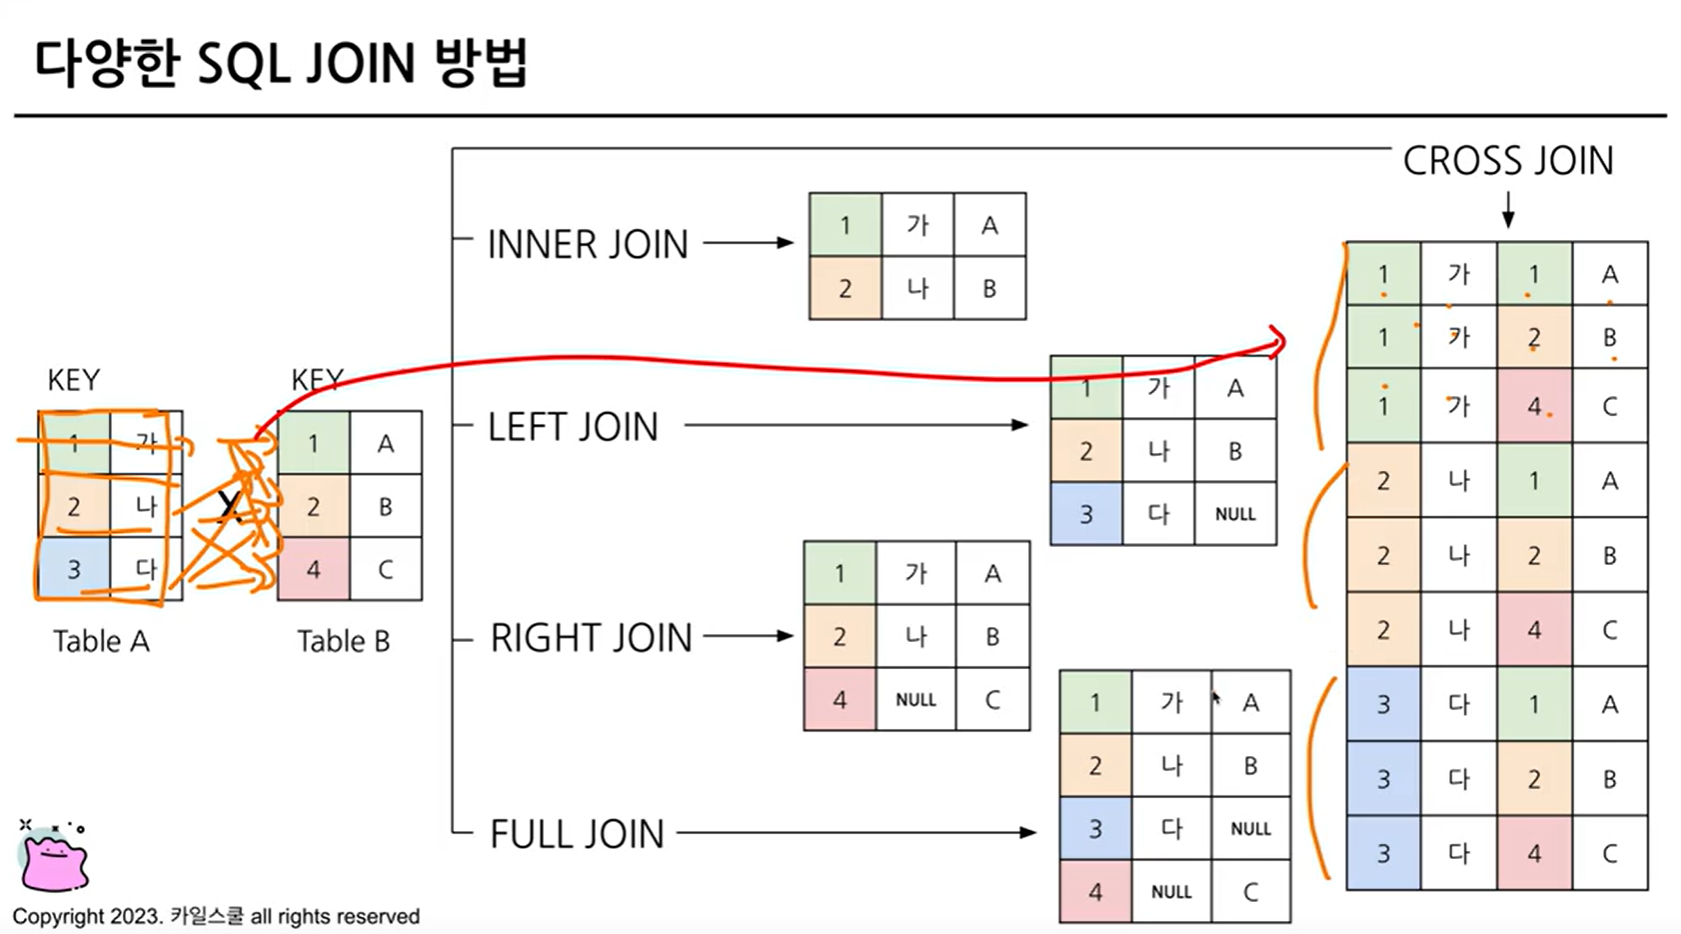 다양한 SQL JOIN 방법
CROSS JOIN
INNER JOIN
1 가 A
2 나 B
KEY
1 가
2 나
3 다
Table A
X
KEY
1 A
2 B
4 C
Table B
LEFT JOIN
1 가 A
2 나 B
3 다 NULL
RIGHT JOIN
1 가 A
2 나 B
4 NULL C
FULL JOIN
1 가 A
2 나 B
3 다 NULL
4 NULL C
1 가 1 A
1 가 2 B
1 가 4 C
2 나 1 A
2 나 2 B
2 나 4 C
3 다 1 A
3 다 2 B
3 다 4 C
Copyright 2023. 카일스쿨 all rights reserved